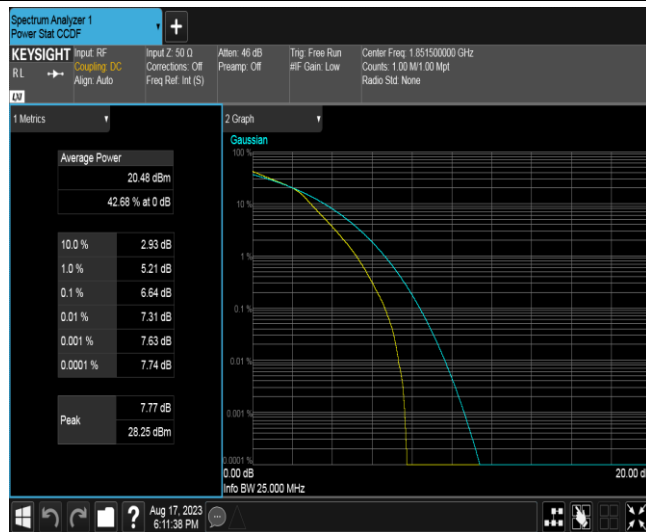 Spectrum Analyzer 1
Power Stat CCDF
+
KEYSIGHT
RL
LXI
Input: RF
Coupling: DC
Align: Auto
Input Z: 50 Ω
Corrections: Off
Freq Ref: Int (S)
Atten: 46 dB
Preamp: Off
Trig: Free Run
#IF Gain: Low
Center Freq: 1.851500000 GHz
Counts: 1.00 M/1.00 Mpt
Radio Std: None
1 Metrics
Average Power
20.48 dBm
42.68 % at 0 dB
10.0 % 2.93 dB
1.0 % 5.21 dB
0.1 % 6.64 dB
0.01 % 7.31 dB
0.001 % 7.63 dB
0.0001 % 7.74 dB
Peak
7.77 dB
28.25 dBm
2 Graph
Gaussian
100 %
10 %
1 %
0.1 %
0.01 %
0.001 %
0.0001 %
0.00 dB
20.00 d
Info BW 25.000 MHz
?
Aug 17, 2023
6:11:38 PM